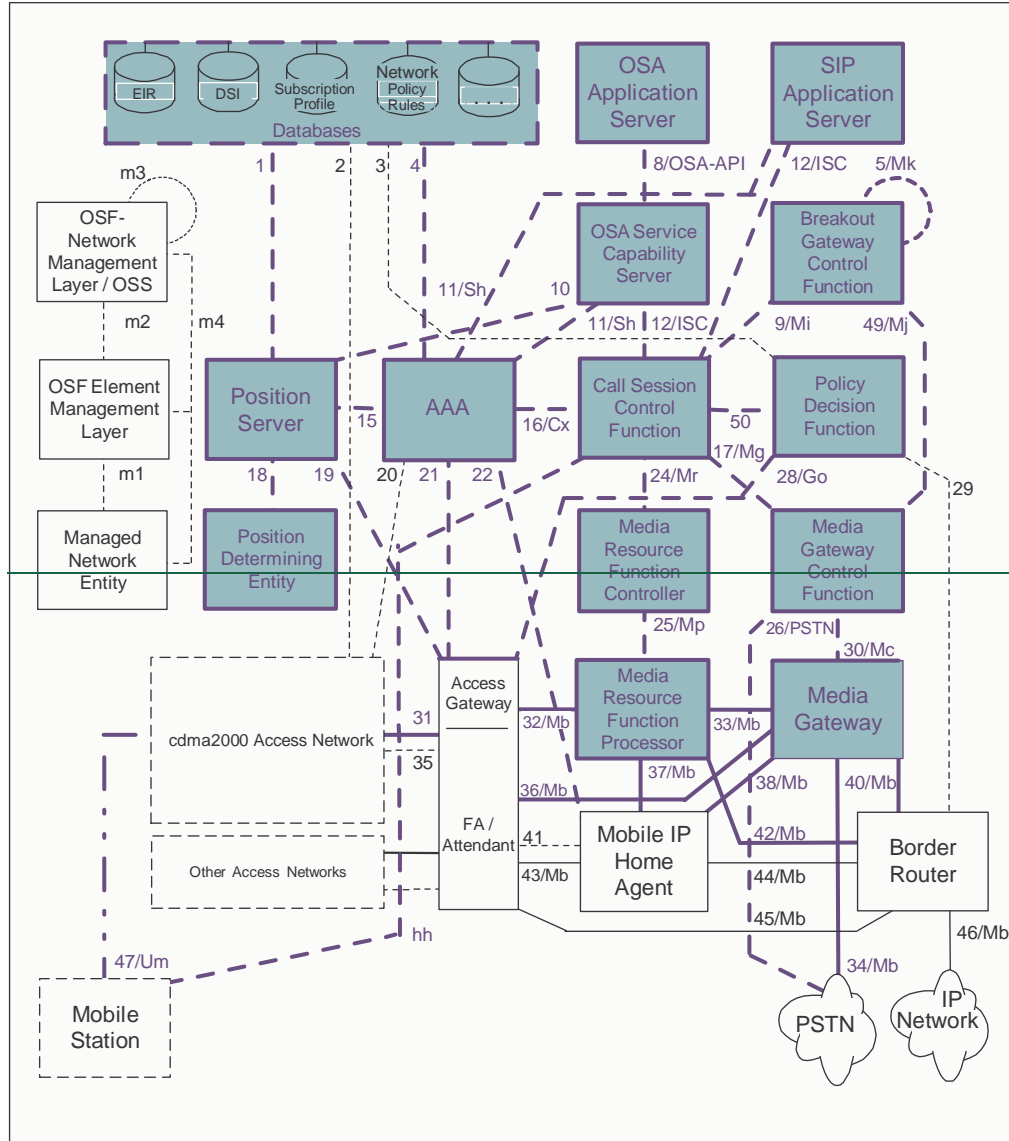 EIR
DSI
Subscription
Profile
Network
Policy
Rules
. . .
Databases
OSA
Application
Server
SIP
Application
Server
1
2
3
4
8/OSA-API
12/ISC
5/Mk
m3
OSF-
Network
Management
Layer / OSS
OSA Service
Capability
Server
Breakout
Gateway
Control
Function
11/Sh
10
m2
m4
11/Sh
12/ISC
9/Mi
49/Mj
OSF Element
Management
Layer
Position
Server
15
AAA
16/Cx
Call Session
Control
Function
50
Policy
Decision
Function
17/Mg
m1
18
19
20
21
22
24/Mr
28/Go
29
Managed
Network
Entity
Position
Determining
Entity
Media
Resource
Function
Controller
Media
Gateway
Control
Function
25/Mp
26/PSTN
30/Mc
cdma2000 Access Network
31
35
Access
Gateway
32/Mb
Media
Resource
Function
Processor
33/Mb
Media
Gateway
37/Mb
38/Mb
40/Mb
36/Mb
FA /
Attendant
41
43/Mb
Mobile IP
Home
Agent
42/Mb
44/Mb
45/Mb
Border
Router
Other Access Networks
hh
46/Mb
47/Um
34/Mb
Mobile
Station
PSTN
IP
Network